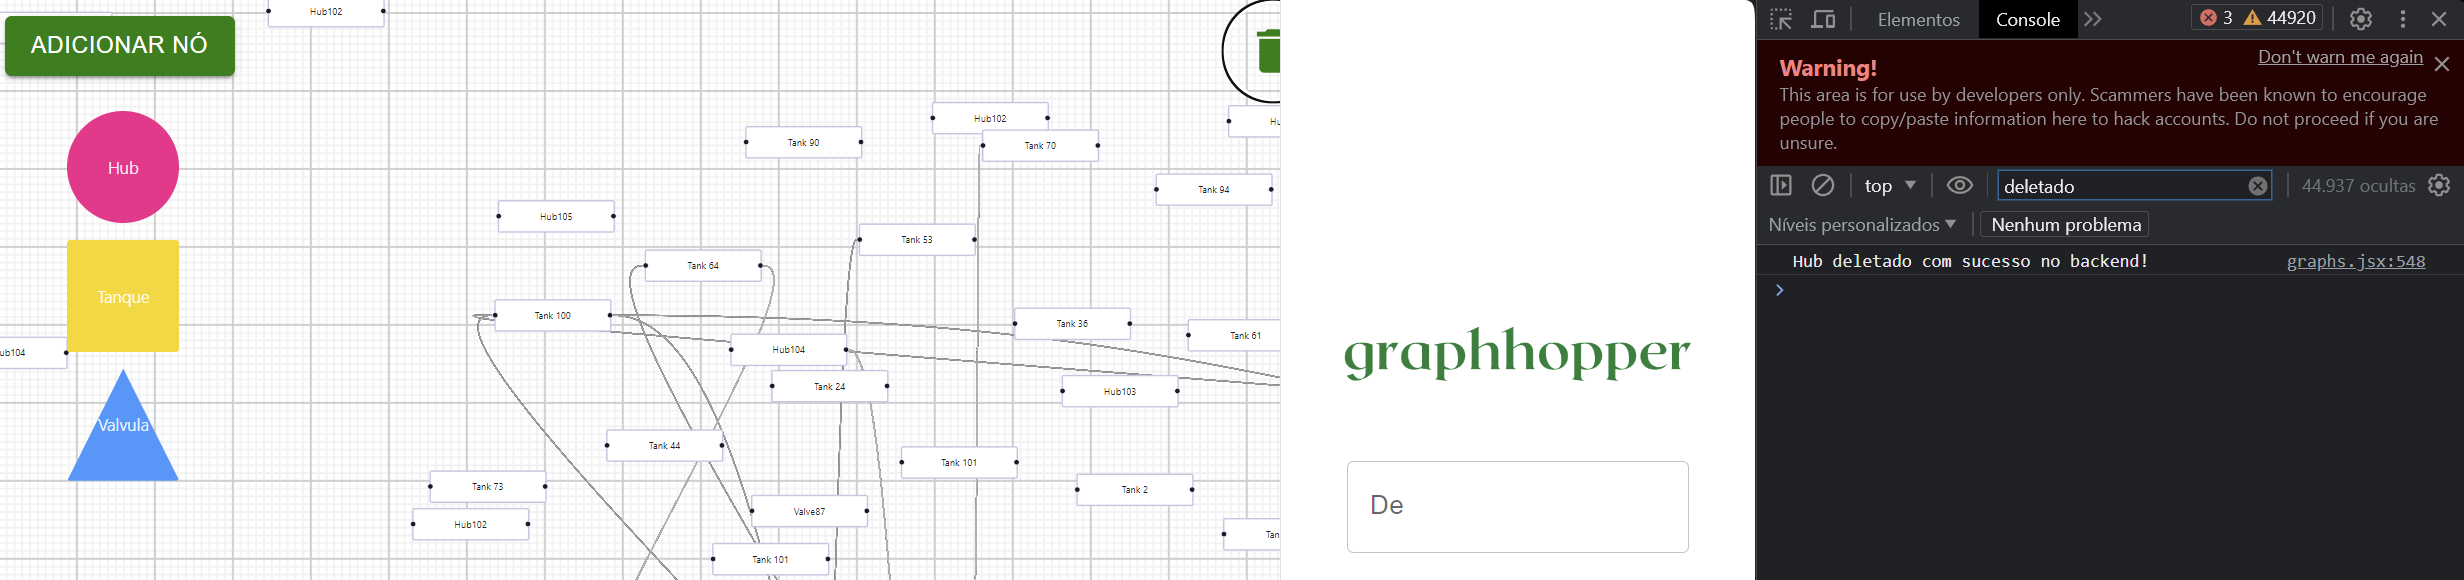 Hub102
ADICIONAR NÓ
Hub
Tanque
Valvula
ub104
Hub102
Tank 70
Hu
Tank 90
Tank 94
Hub105
Tank 53
Tank 64
Tank 100
Tank 36
Tank 61
Hub104
Tank 24
Hub103
Tank 44
Tank 101
Tank 73
Tank 2
Hub102
Valve87
Tan
Tank 101
graphhopper
De
Elementos
Console
3
44920
Warning!
Don't warn me again
This area is for use by developers only. Scammers have been known to encourage
people to copy/paste information here to hack accounts. Do not proceed if you are
unsure.
top
deletado
44.937 ocultas
Níveis personalizados
Nenhum problema
Hub deletado com sucesso no backend!
graphs.jsx:548